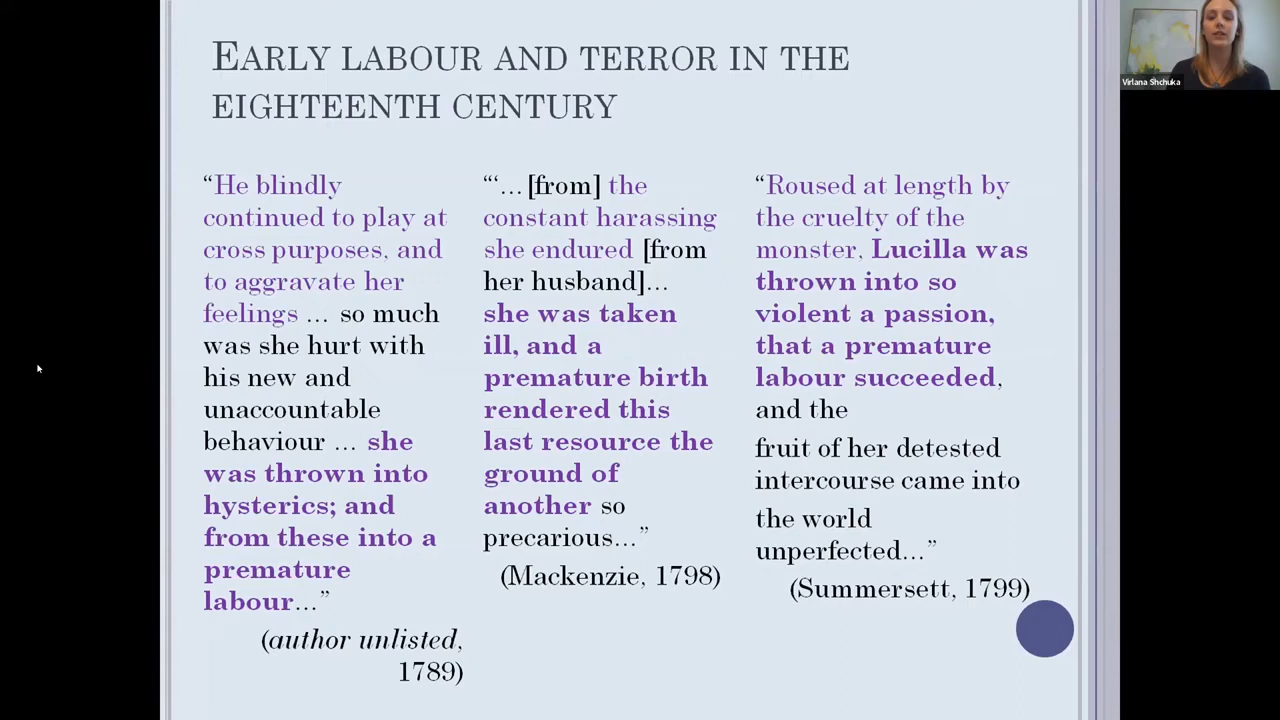 EARLY LABOUR AND TERROR IN THE
EIGHTEENTH CENTURY
“He blindly
continued to play at
cross purposes, and
to aggravate her
feelings … so much
was she hurt with
his new and
unaccountable
behaviour … she
was thrown into
hysterics; and
from these into a
premature
labour…”
(author unlisted,
1789)
“‘… [from] the
constant harassing
she endured [from
her husband]…
she was taken
ill, and a
premature birth
rendered this
last resource the
ground of
another so
precarious…”
(Mackenzie, 1798)
“Roused at length by
the cruelty of the
monster, Lucilla was
thrown into so
violent a passion,
that a premature
labour succeeded,
and the
fruit of her detested
intercourse came into
the world
unperfected…”
(Summersett, 1799)
Virlana Shchuka